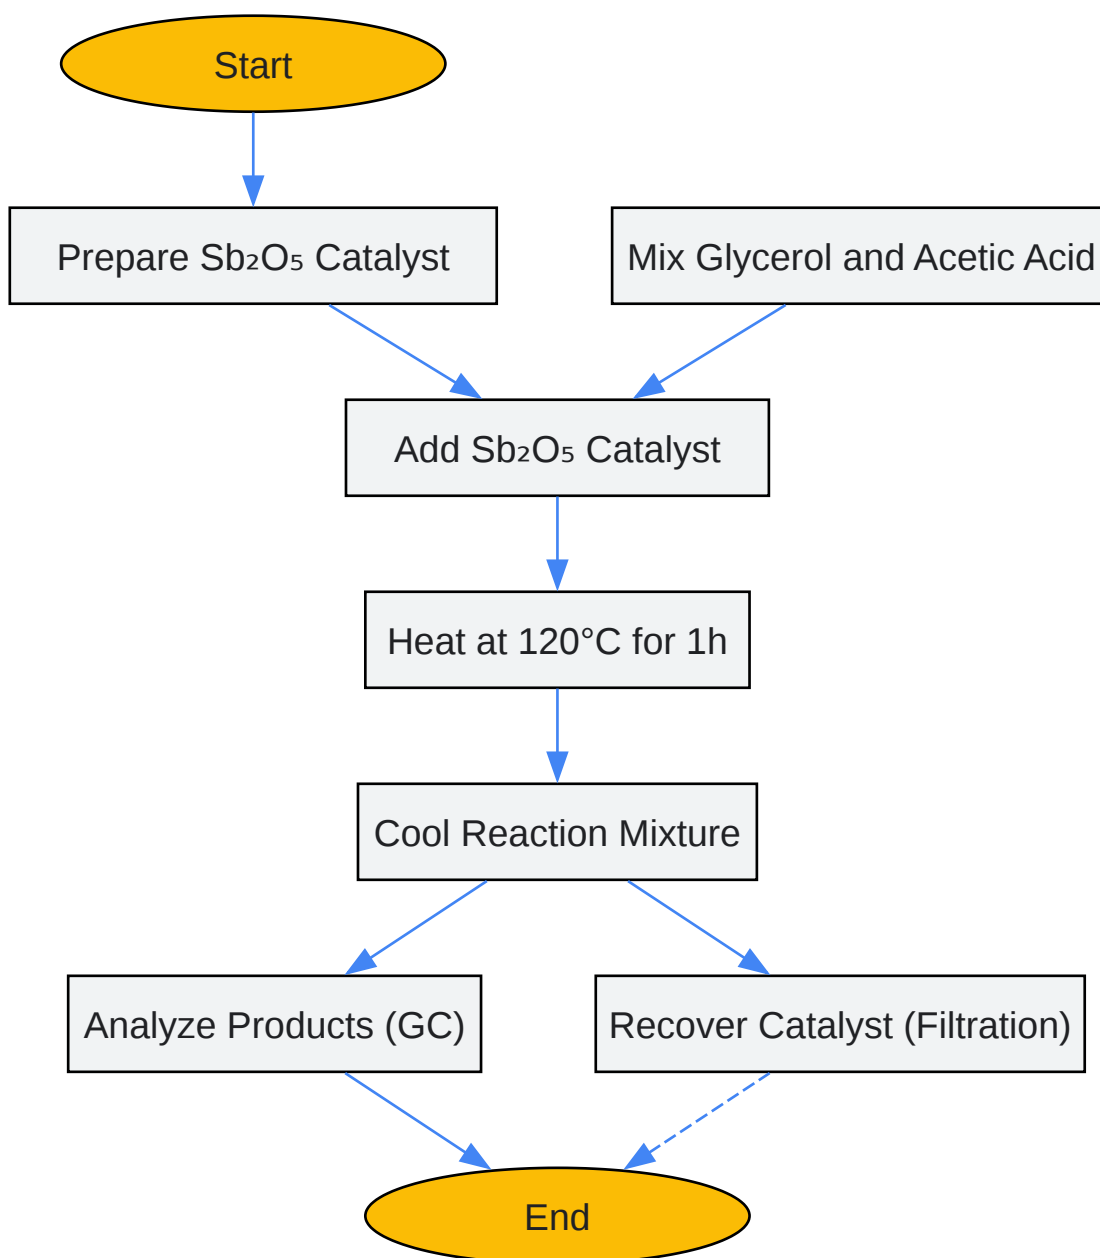 Start
Prepare Sb₂O₅ Catalyst
Mix Glycerol and Acetic Acid
Add Sb₂O₅ Catalyst
Heat at 120°C for 1h
Cool Reaction Mixture
Analyze Products (GC)
Recover Catalyst (Filtration)
End